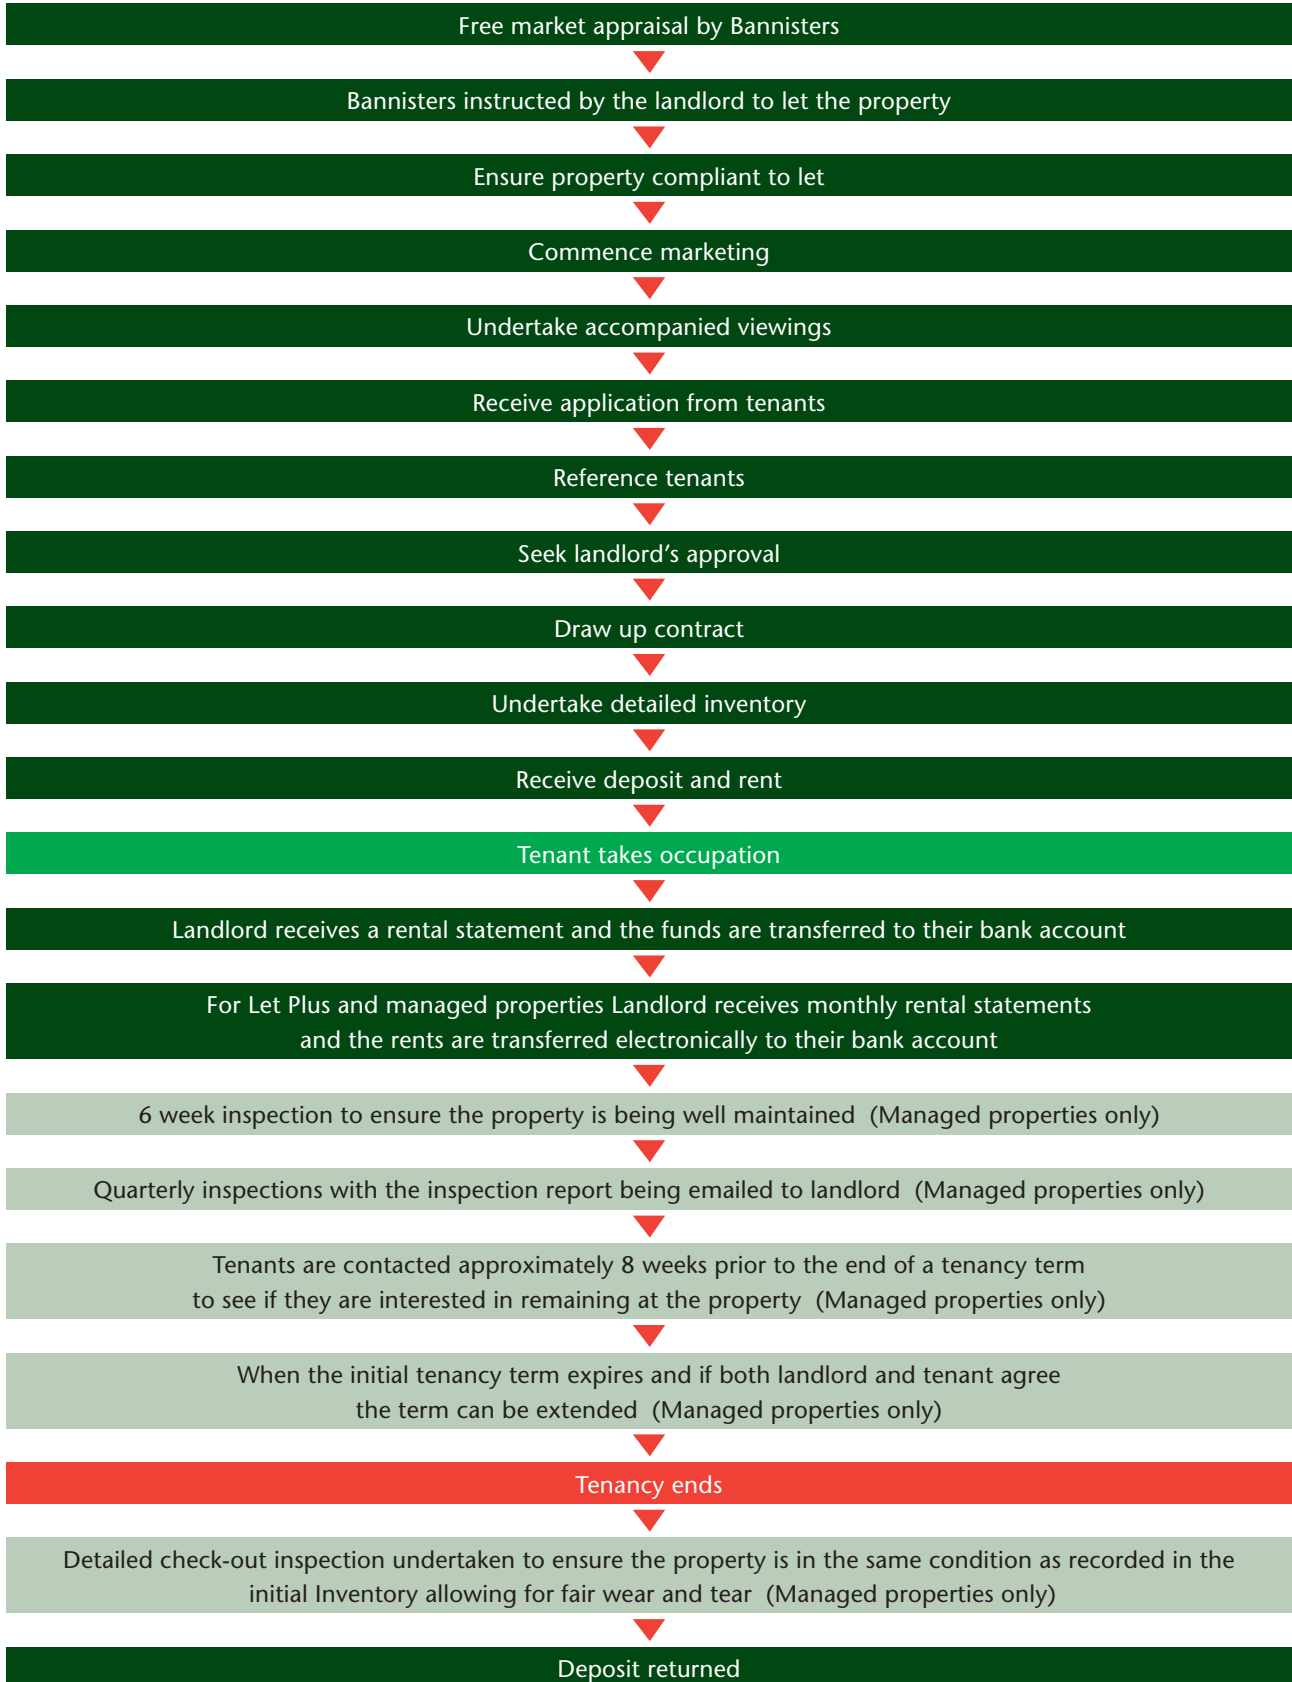 Free market appraisal by Bannisters
Bannisters instructed by the landlord to let the property
Ensure property compliant to let
Commence marketing
Undertake accompanied viewings
Receive application from tenants
Reference tenants
Seek landlord’s approval
Draw up contract
Undertake detailed inventory
Receive deposit and rent
Tenant takes occupation
Landlord receives a rental statement and the funds are transferred to their bank account
For Let Plus and managed properties Landlord receives monthly rental statements
and the rents are transferred electronically to their bank account
6 week inspection to ensure the property is being well maintained (Managed properties only)
Quarterly inspections with the inspection report being emailed to landlord (Managed properties only)
Tenants are contacted approximately 8 weeks prior to the end of a tenancy term
to see if they are interested in remaining at the property (Managed properties only)
When the initial tenancy term expires and if both landlord and tenant agree
the term can be extended (Managed properties only)
Tenancy ends
Detailed check-out inspection undertaken to ensure the property is in the same condition as recorded in the
initial Inventory allowing for fair wear and tear (Managed properties only)
Deposit returned